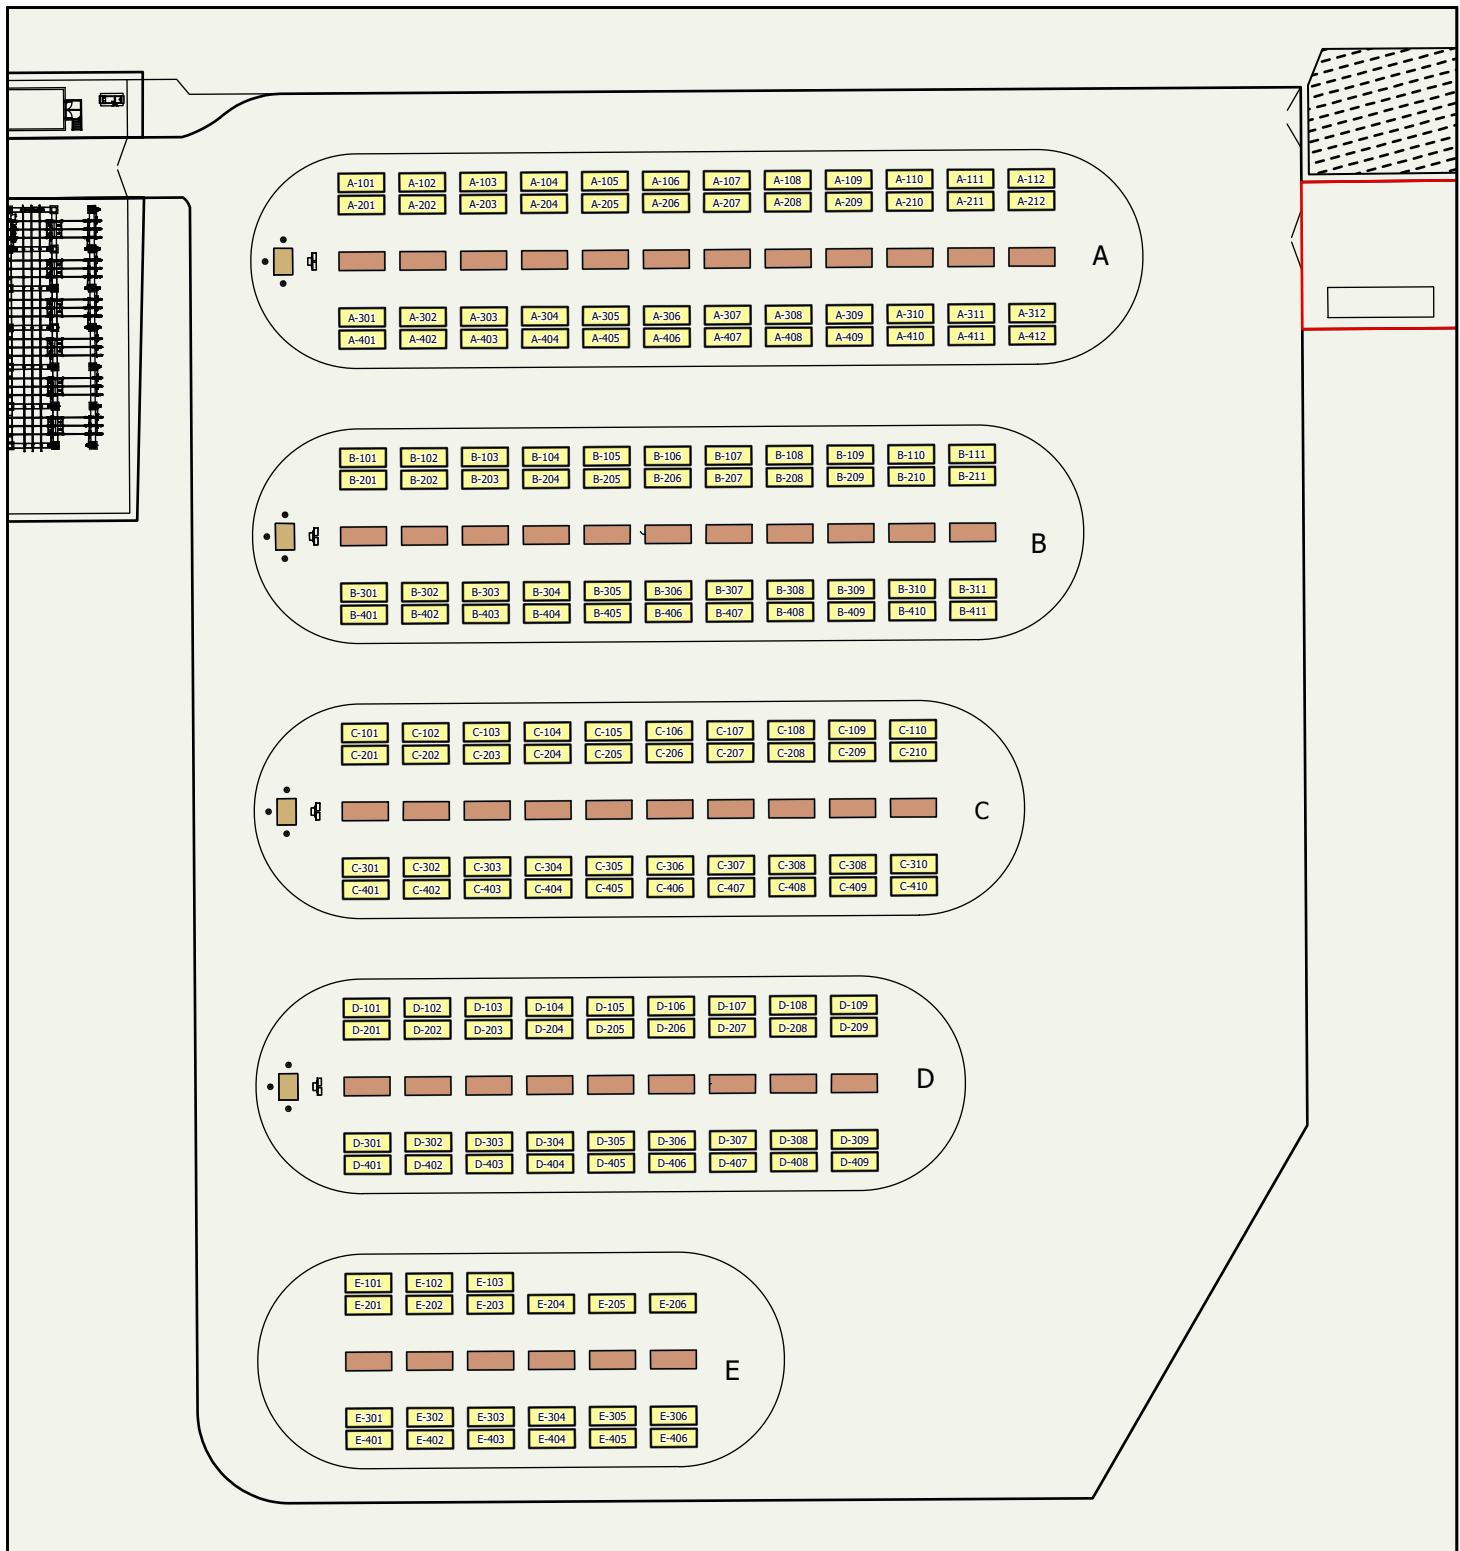 A-101 A-102 A-103 A-104 A-105 A-106 A-107 A-108 A-109 A-110 A-111 A-112
A-201 A-202 A-203 A-204 A-205 A-206 A-207 A-208 A-209 A-210 A-211 A-212
A
A-301 A-302 A-303 A-304 A-305 A-306 A-307 A-308 A-309 A-310 A-311 A-312
A-401 A-402 A-403 A-404 A-405 A-406 A-407 A-408 A-409 A-410 A-411 A-412
B-101 B-102 B-103 B-104 B-105 B-106 B-107 B-108 B-109 B-110 B-111
B-201 B-202 B-203 B-204 B-205 B-206 B-207 B-208 B-209 B-210 B-211
B
B-301 B-302 B-303 B-304 B-305 B-306 B-307 B-308 B-309 B-310 B-311
B-401 B-402 B-403 B-404 B-405 B-406 B-407 B-408 B-409 B-410 B-411
C-101 C-102 C-103 C-104 C-105 C-106 C-107 C-108 C-109 C-110
C-201 C-202 C-203 C-204 C-205 C-206 C-207 C-208 C-209 C-210
C
C-301 C-302 C-303 C-304 C-305 C-306 C-307 C-308 C-308 C-310
C-401 C-402 C-403 C-404 C-405 C-406 C-407 C-408 C-409 C-410
D-101 D-102 D-103 D-104 D-105 D-106 D-107 D-108 D-109
D-201 D-202 D-203 D-204 D-205 D-206 D-207 D-208 D-209
D
D-301 D-302 D-303 D-304 D-305 D-306 D-307 D-308 D-309
D-401 D-402 D-403 D-404 D-405 D-406 D-407 D-408 D-409
E-101 E-102 E-103
E-201 E-202 E-203 E-204 E-205 E-206
E
E-301 E-302 E-303 E-304 E-305 E-306
E-401 E-402 E-403 E-404 E-405 E-406